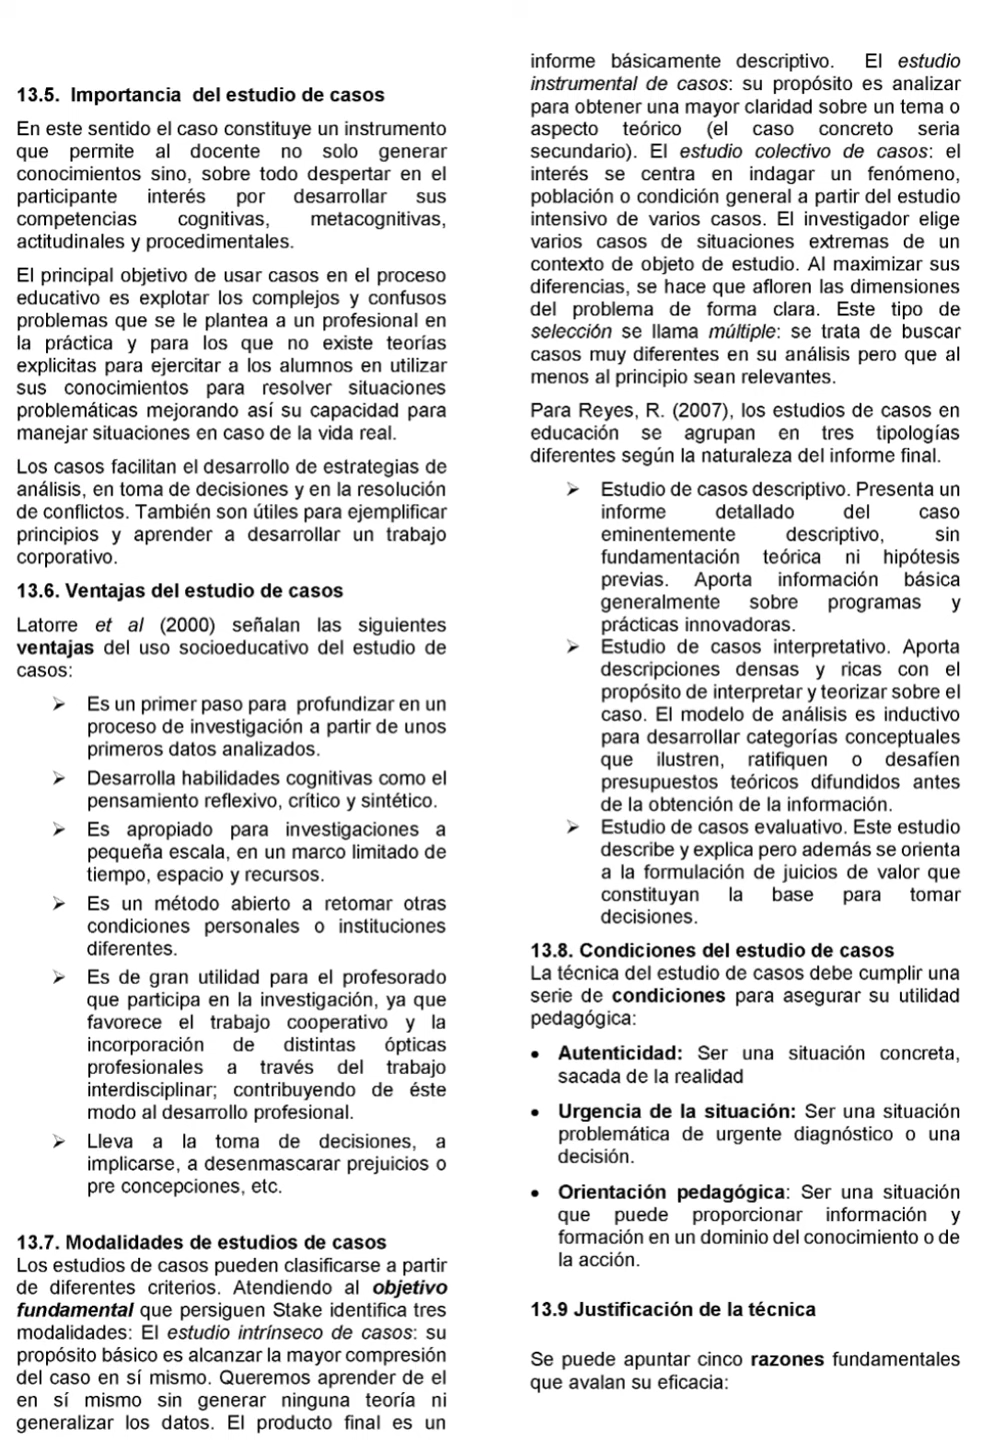 13.5. Importancia del estudio de casos
En este sentido el caso constituye un instrumento
que permite al docente no solo generar
conocimientos sino, sobre todo despertar en el
participante interés por desarrollar sus
competencias cognitivas, metacognitivas,
actitudinales y procedimentales.
El principal objetivo de usar casos en el proceso
educativo es explotar los complejos y confusos
problemas que se le plantea a un profesional en
la práctica y para los que no existe teorías
explicitas para ejercitar a los alumnos en utilizar
sus conocimientos para resolver situaciones
problemáticas mejorando así su capacidad para
manejar situaciones en caso de la vida real.
Los casos facilitan el desarrollo de estrategias de
análisis, en toma de decisiones y en la resolución
de conflictos. También son útiles para ejemplificar
principios y aprender a desarrollar un trabajo
corporativo.
13.6. Ventajas del estudio de casos
Latorre et al (2000) señalan las siguientes
ventajas del uso socioeducativo del estudio de
casos:
➢ Es un primer paso para profundizar en un
proceso de investigación a partir de unos
primeros datos analizados.
➢ Desarrolla habilidades cognitivas como el
pensamiento reflexivo, crítico y sintético.
➢ Es apropiado para investigaciones a
pequeña escala, en un marco limitado de
tiempo, espacio y recursos.
➢ Es un método abierto a retomar otras
condiciones personales o instituciones
diferentes.
➢ Es de gran utilidad para el profesorado
que participa en la investigación, ya que
favorece el trabajo cooperativo y la
incorporación de distintas ópticas
profesionales a través del trabajo
interdisciplinar; contribuyendo de éste
modo al desarrollo profesional.
➢ Lleva a la toma de decisiones, a
implicarse, a desenmascarar prejuicios o
pre concepciones, etc.
13.7. Modalidades de estudios de casos
Los estudios de casos pueden clasificarse a partir
de diferentes criterios. Atendiendo al objetivo
fundamental que persiguen Stake identifica tres
modalidades: El estudio intrínseco de casos: su
propósito básico es alcanzar la mayor compresión
del caso en sí mismo. Queremos aprender de el
en sí mismo sin generar ninguna teoría ni
generalizar los datos. El producto final es un
informe básicamente descriptivo. El estudio
instrumental de casos: su propósito es analizar
para obtener una mayor claridad sobre un tema o
aspecto teórico (el caso concreto seria
secundario). El estudio colectivo de casos: el
interés se centra en indagar un fenómeno,
población o condición general a partir del estudio
intensivo de varios casos. El investigador elige
varios casos de situaciones extremas de un
contexto de objeto de estudio. Al maximizar sus
diferencias, se hace que afloren las dimensiones
del problema de forma clara. Este tipo de
selección se llama múltiple: se trata de buscar
casos muy diferentes en su análisis pero que al
menos al principio sean relevantes.
Para Reyes, R. (2007), los estudios de casos en
educación se agrupan en tres tipologías
diferentes según la naturaleza del informe final.
➢ Estudio de casos descriptivo. Presenta un
informe detallado del caso
eminentemente descriptivo, sin
fundamentación teórica ni hipótesis
previas. Aporta información básica
generalmente sobre programas y
prácticas innovadoras.
➢ Estudio de casos interpretativo. Aporta
descripciones densas y ricas con el
propósito de interpretar y teorizar sobre el
caso. El modelo de análisis es inductivo
para desarrollar categorías conceptuales
que ilustren, ratifiquen o desafíen
presupuestos teóricos difundidos antes
de la obtención de la información.
➢ Estudio de casos evaluativo. Este estudio
describe y explica pero además se orienta
a la formulación de juicios de valor que
constituyan la base para tomar
decisiones.
13.8. Condiciones del estudio de casos
La técnica del estudio de casos debe cumplir una
serie de condiciones para asegurar su utilidad
pedagógica:
• Autenticidad: Ser una situación concreta,
sacada de la realidad
• Urgencia de la situación: Ser una situación
problemática de urgente diagnóstico o una
decisión.
• Orientación pedagógica: Ser una situación
que puede proporcionar información y
formación en un dominio del conocimiento o de
la acción.
13.9 Justificación de la técnica
Se puede apuntar cinco razones fundamentales
que avalan su eficacia: